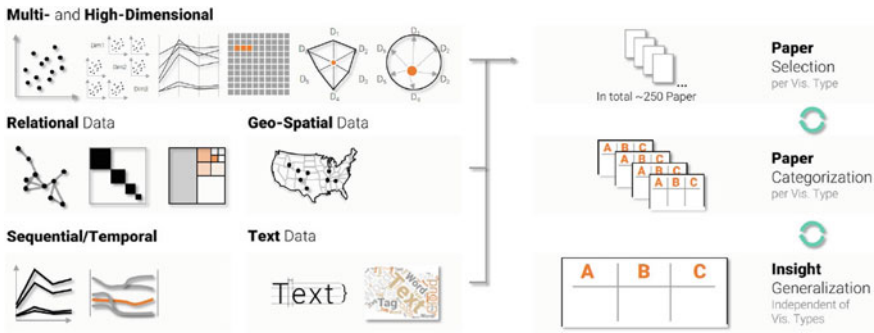 Multi- and High-Dimensional
Dim1
Dim2
Dim3
D₁
D₂
D₃
D₄
D₅
D₁
D₂
D₃
D₄
D₅
In total ~250 Paper
...
Paper
Selection
per Vis. Type
Relational Data
Geo-Spatial Data
A B C
A B C
A B C
A B C
Paper
Categorization
per Vis. Type
Sequential/Temporal
Text Data
Text}
Word
Text
Tag
A B C
Insight
Generalization
Independent of
Vis. Types